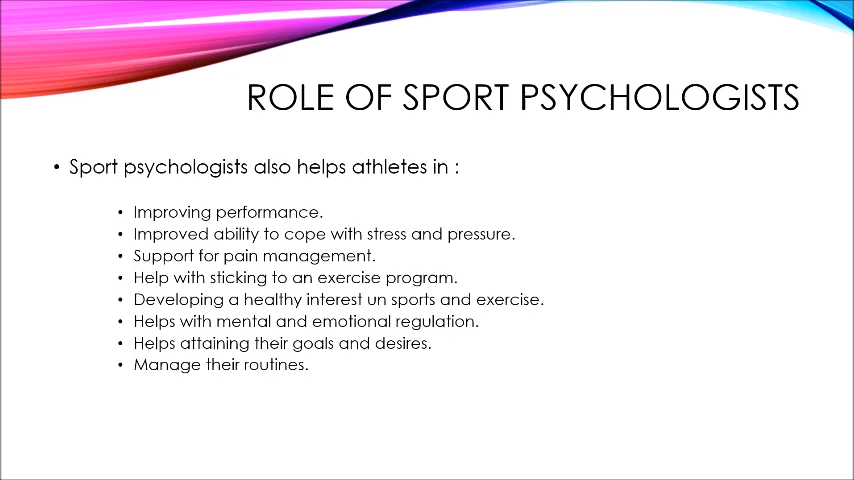 ROLE OF SPORT PSYCHOLOGISTS
• Sport psychologists also helps athletes in :
• Improving performance.
• Improved ability to cope with stress and pressure.
• Support for pain management.
• Help with sticking to an exercise program.
• Developing a healthy interest un sports and exercise.
• Helps with mental and emotional regulation.
• Helps attaining their goals and desires.
• Manage their routines.